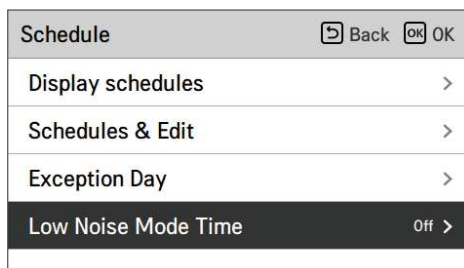 Schedule Back OK OK
Display schedules >
Schedules & Edit >
Exception Day >
Low Noise Mode Time Off >